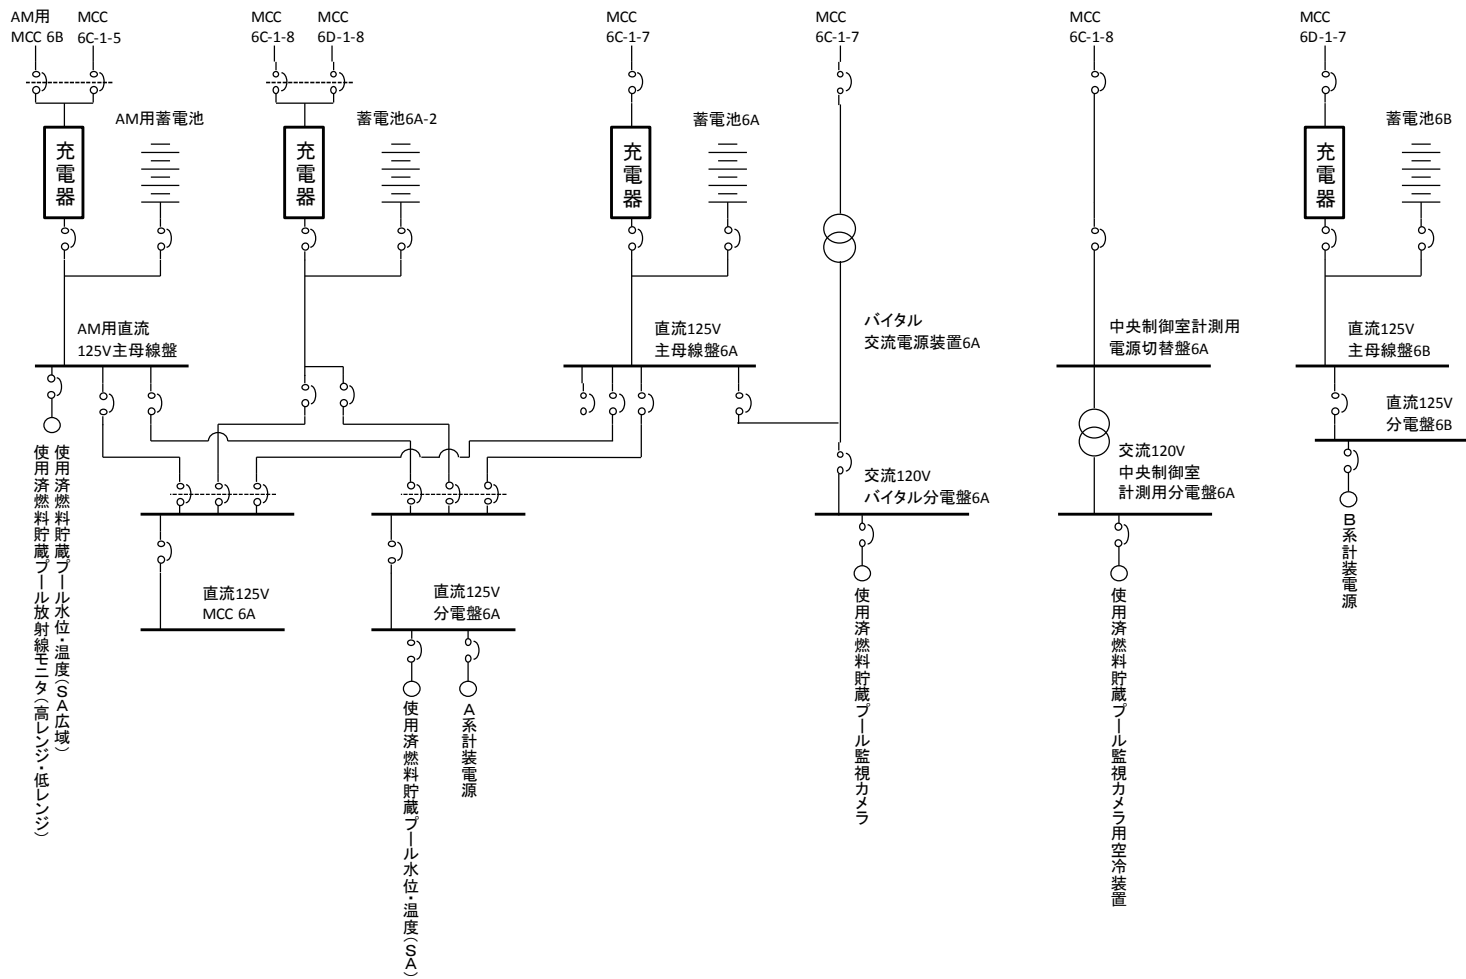 AM用
MCC 6B
MCC
6C-1-5
MCC
6C-1-8
MCC
6D-1-8
MCC
6C-1-7
MCC
6C-1-7
MCC
6C-1-8
MCC
6D-1-7
充電器
AM用蓄電池
充電器
蓄電池6A-2
充電器
蓄電池6A
充電器
蓄電池6B
AM用直流
125V主母線盤
直流125V
主母線盤6A
バイタル
交流電源装置6A
中央制御室計測用
電源切替盤6A
直流125V
主母線盤6B
直流125V
分電盤6B
交流120V
バイタル分電盤6A
交流120V
中央制御室
計測用分電盤6A
直流125V
MCC 6A
直流125V
分電盤6A
使用済燃料貯蔵プール水位・温度(SA広域)
使用済燃料貯蔵プール放射線モニタ(高レンジ・低レンジ)
使用済燃料貯蔵プール水位・温度(SA)
A系計装電源
使用済燃料貯蔵プール監視カメラ
使用済燃料貯蔵プール監視カメラ用空冷装置
B系計装電源